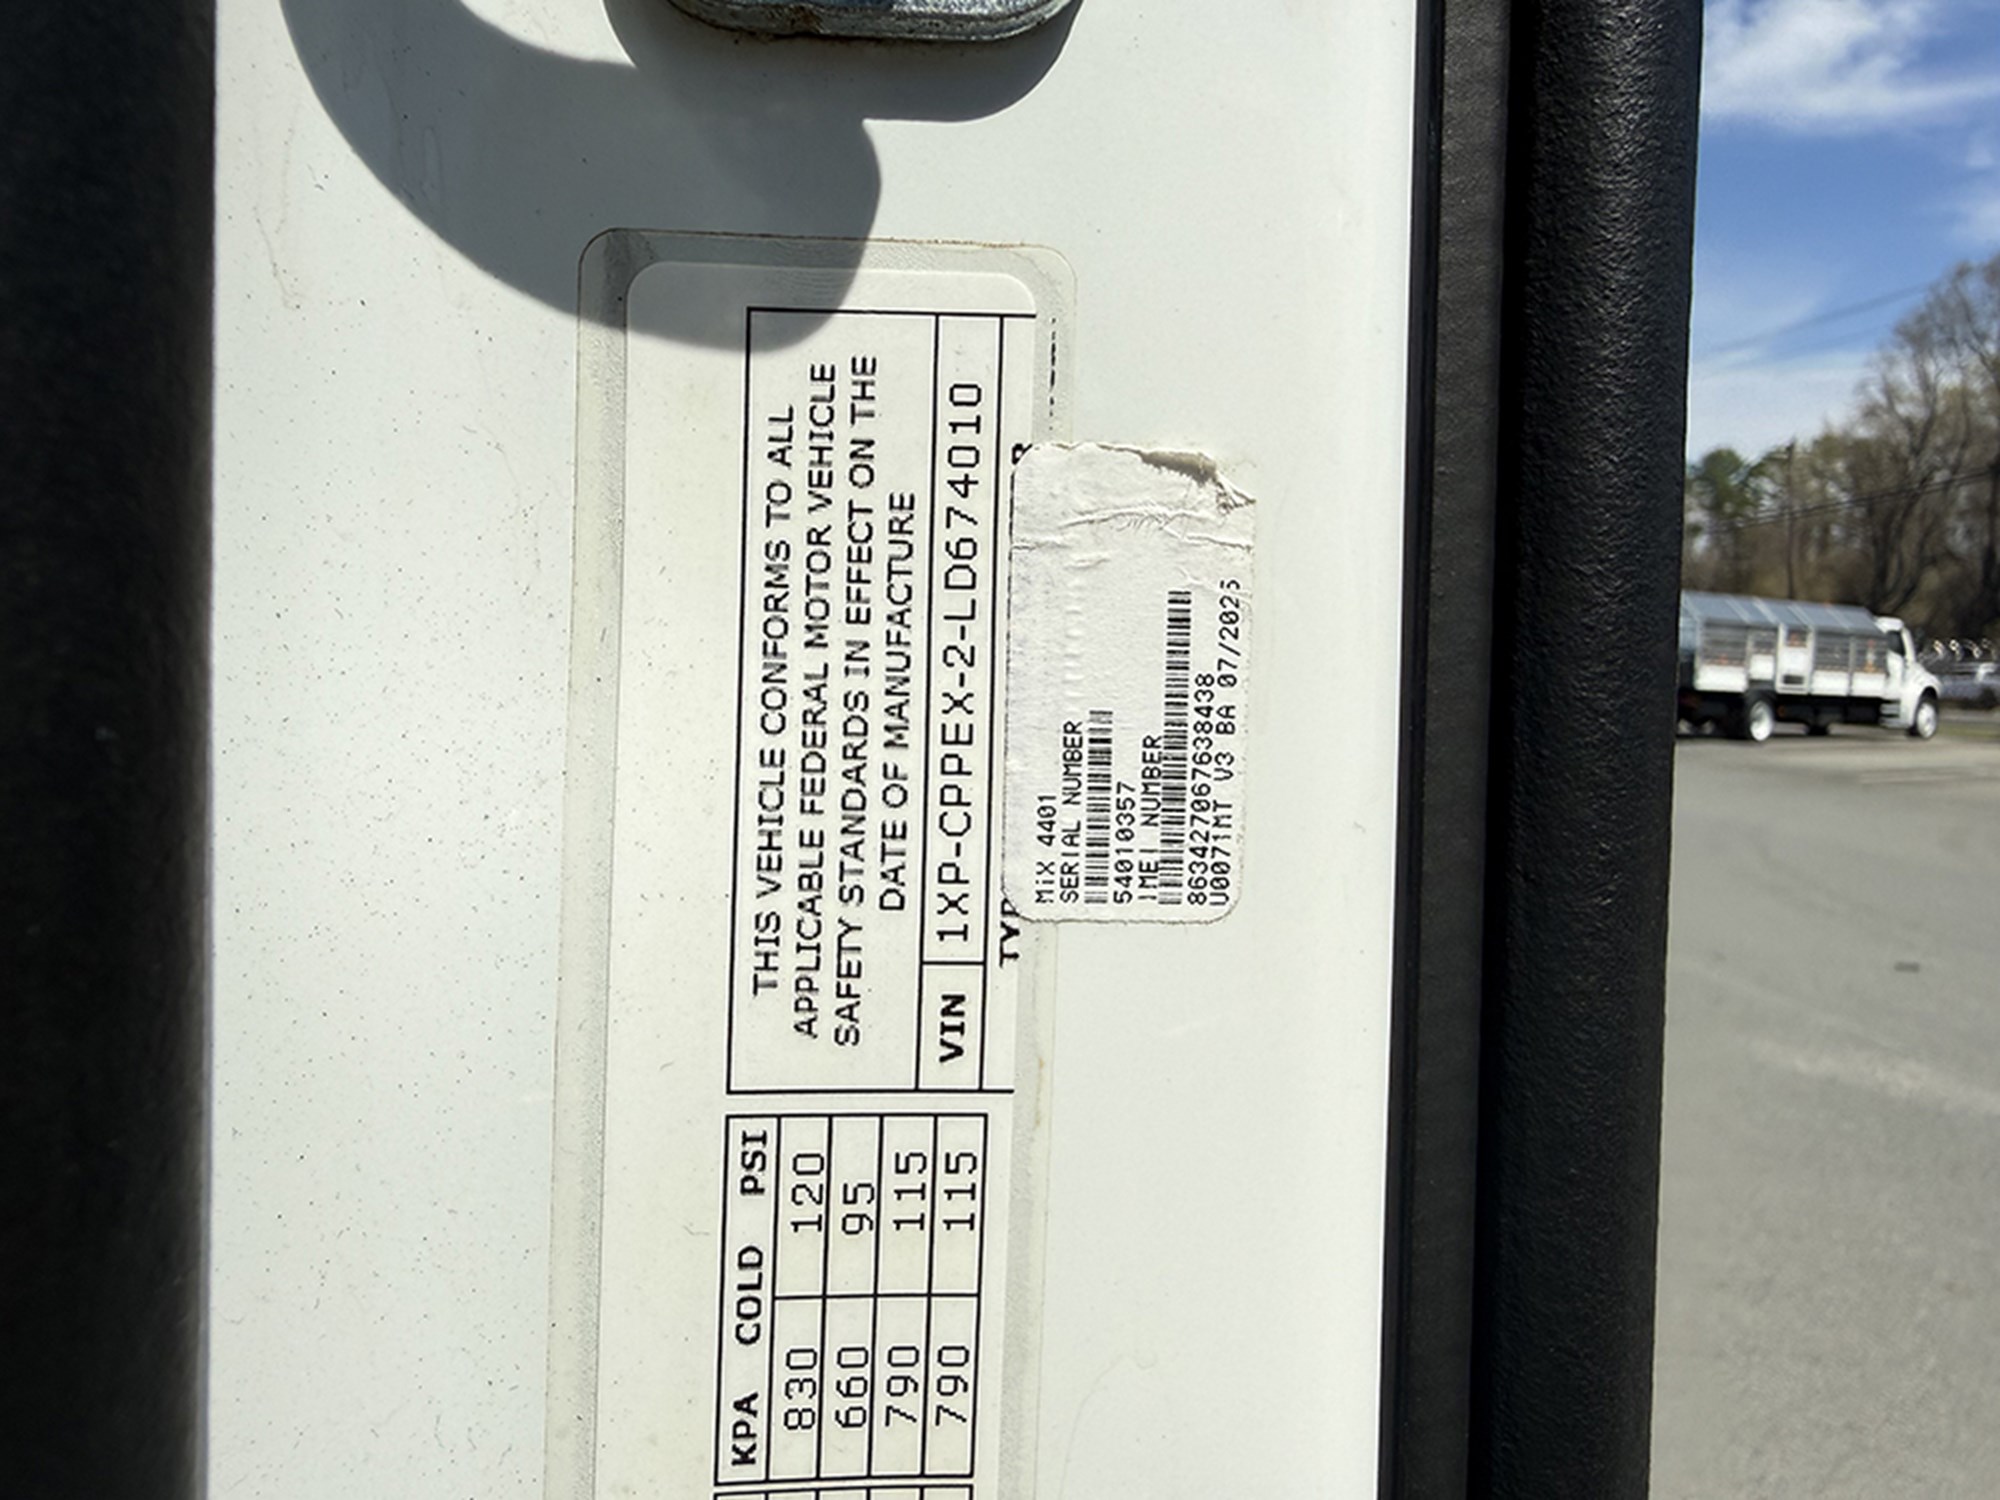 THIS VEHICLE CONFORMS TO ALL
APPLICABLE FEDERAL MOTOR VEHICLE
SAFETY STANDARDS IN EFFECT ON THE
DATE OF MANUFACTURE
VIN 1XP-CPPEX-2-LD674010
KPA COLD PSI
830 120
660 95
790 115
790 115
MiX 4401
SERIAL NUMBER
54010357
IMEI NUMBER
863427067638438
U0071MT V3 BA 07/2025